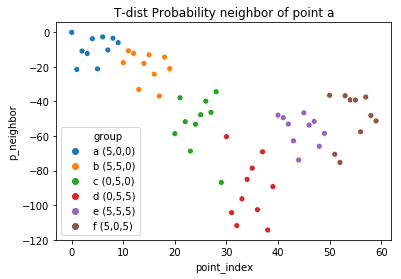 T-dist Probability neighbor of point a
p_neighbor
0
−20
−40
−60
−80
−100
−120
group
a (5,0,0)
b (5,5,0)
c (0,5,0)
d (0,5,5)
e (5,5,5)
f (5,0,5)
0 10 20 30 40 50 60
point_index